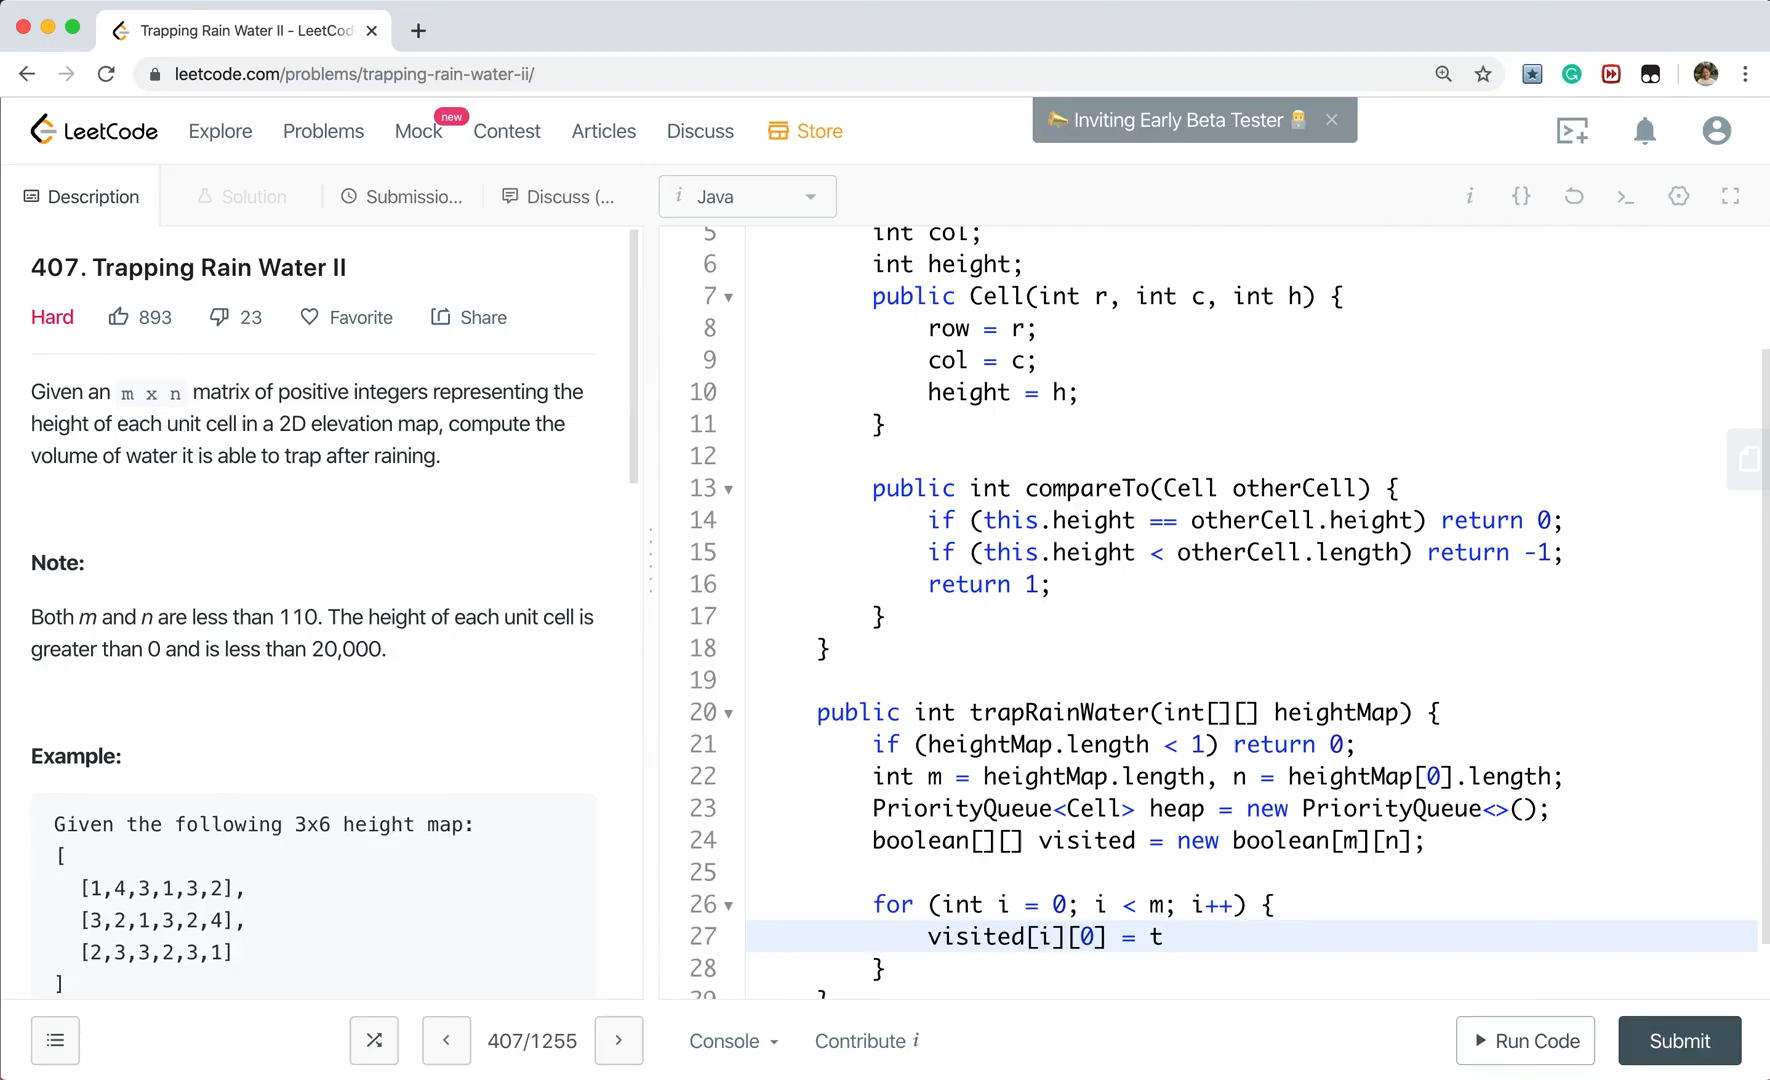 Trapping Rain Water II - LeetCod
leetcode.com/problems/trapping-rain-water-ii/
LeetCode
Explore
Problems
Mock
new
Contest
Articles
Discuss
Store
Inviting Early Beta Tester
Description
Solution
Submissio...
Discuss (...
i Java
407. Trapping Rain Water II
Hard
893
23
Favorite
Share
Given an m x n matrix of positive integers representing the
height of each unit cell in a 2D elevation map, compute the
volume of water it is able to trap after raining.
Note:
Both m and n are less than 110. The height of each unit cell is
greater than 0 and is less than 20,000.
Example:
Given the following 3x6 height map:
[
[1,4,3,1,3,2],
[3,2,1,3,2,4],
[2,3,3,2,3,1]
]
5 int col;
6 int height;
7 public Cell(int r, int c, int h) {
8 row = r;
9 col = c;
10 height = h;
11 }
12
13 public int compareTo(Cell otherCell) {
14 if (this.height == otherCell.height) return 0;
15 if (this.height < otherCell.length) return -1;
16 return 1;
17 }
18 }
19
20 public int trapRainWater(int[][] heightMap) {
21 if (heightMap.length < 1) return 0;
22 int m = heightMap.length, n = heightMap[0].length;
23 PriorityQueue<Cell> heap = new PriorityQueue<>();
24 boolean[][] visited = new boolean[m][n];
25
26 for (int i = 0; i < m; i++) {
27 visited[i][0] = t
28 }
29 }
407/1255
Console
Contribute i
Run Code
Submit